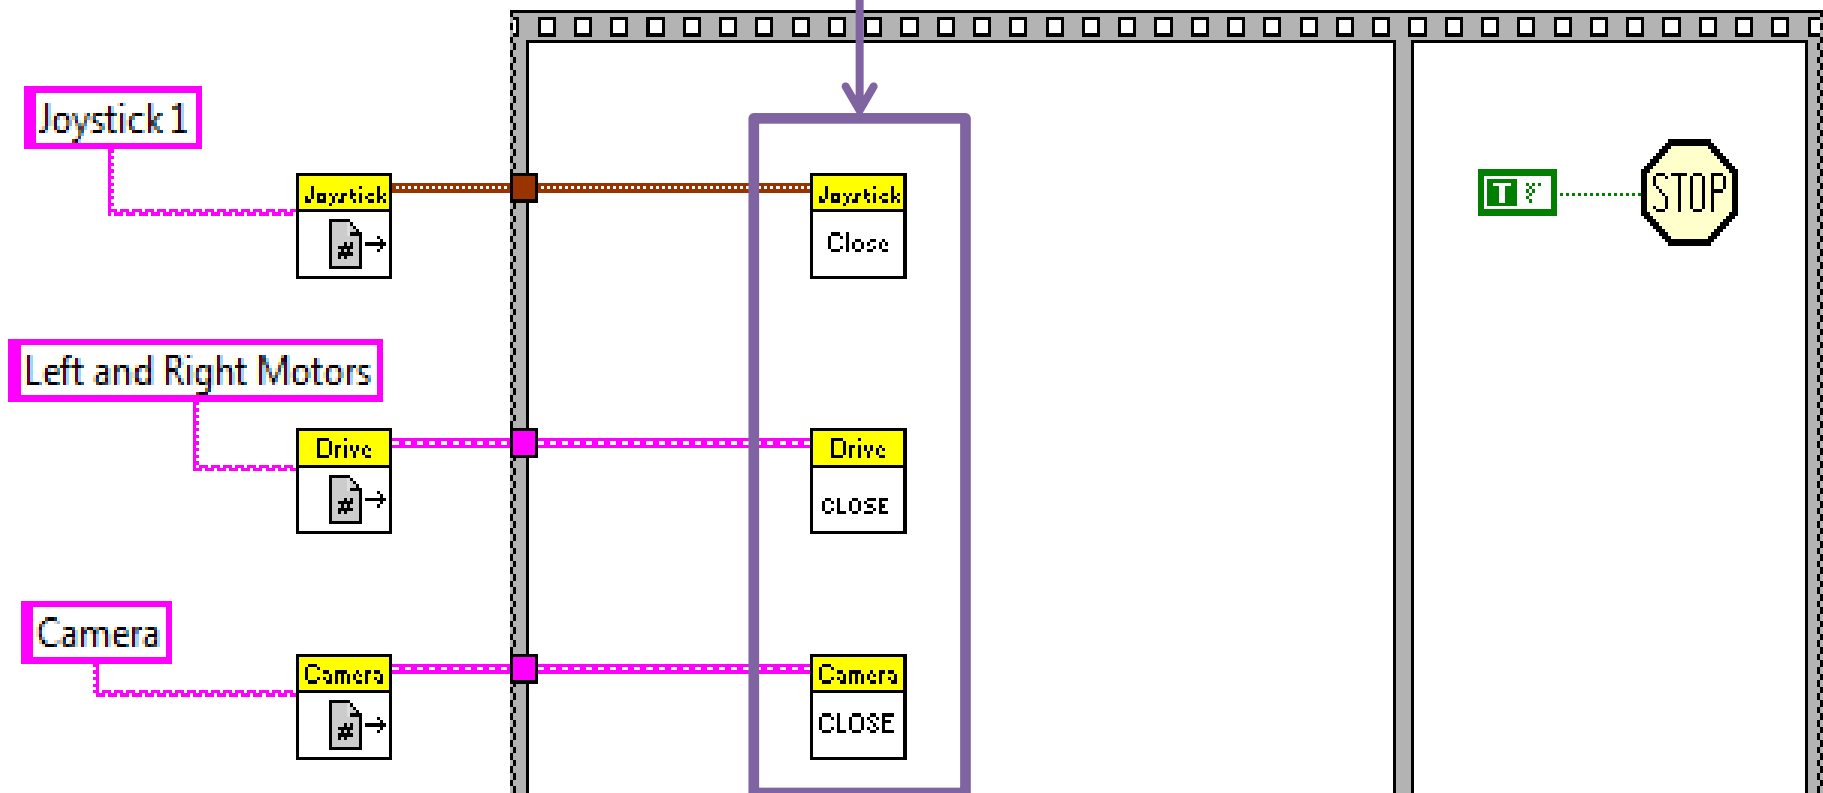 Joystick 1
Joystick
#
Joystick
Close
T
STOP
Left and Right Motors
Drive
#
Drive
CLOSE
Camera
Camera
#
Camera
CLOSE